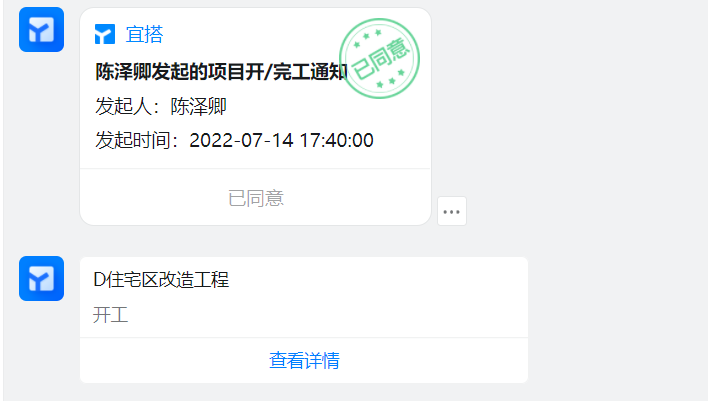 宜搭
陈泽卿发起的项目开/完工通知
已同意
发起人：陈泽卿
发起时间：2022-07-14 17:40:00
已同意
D住宅区改造工程
开工
查看详情